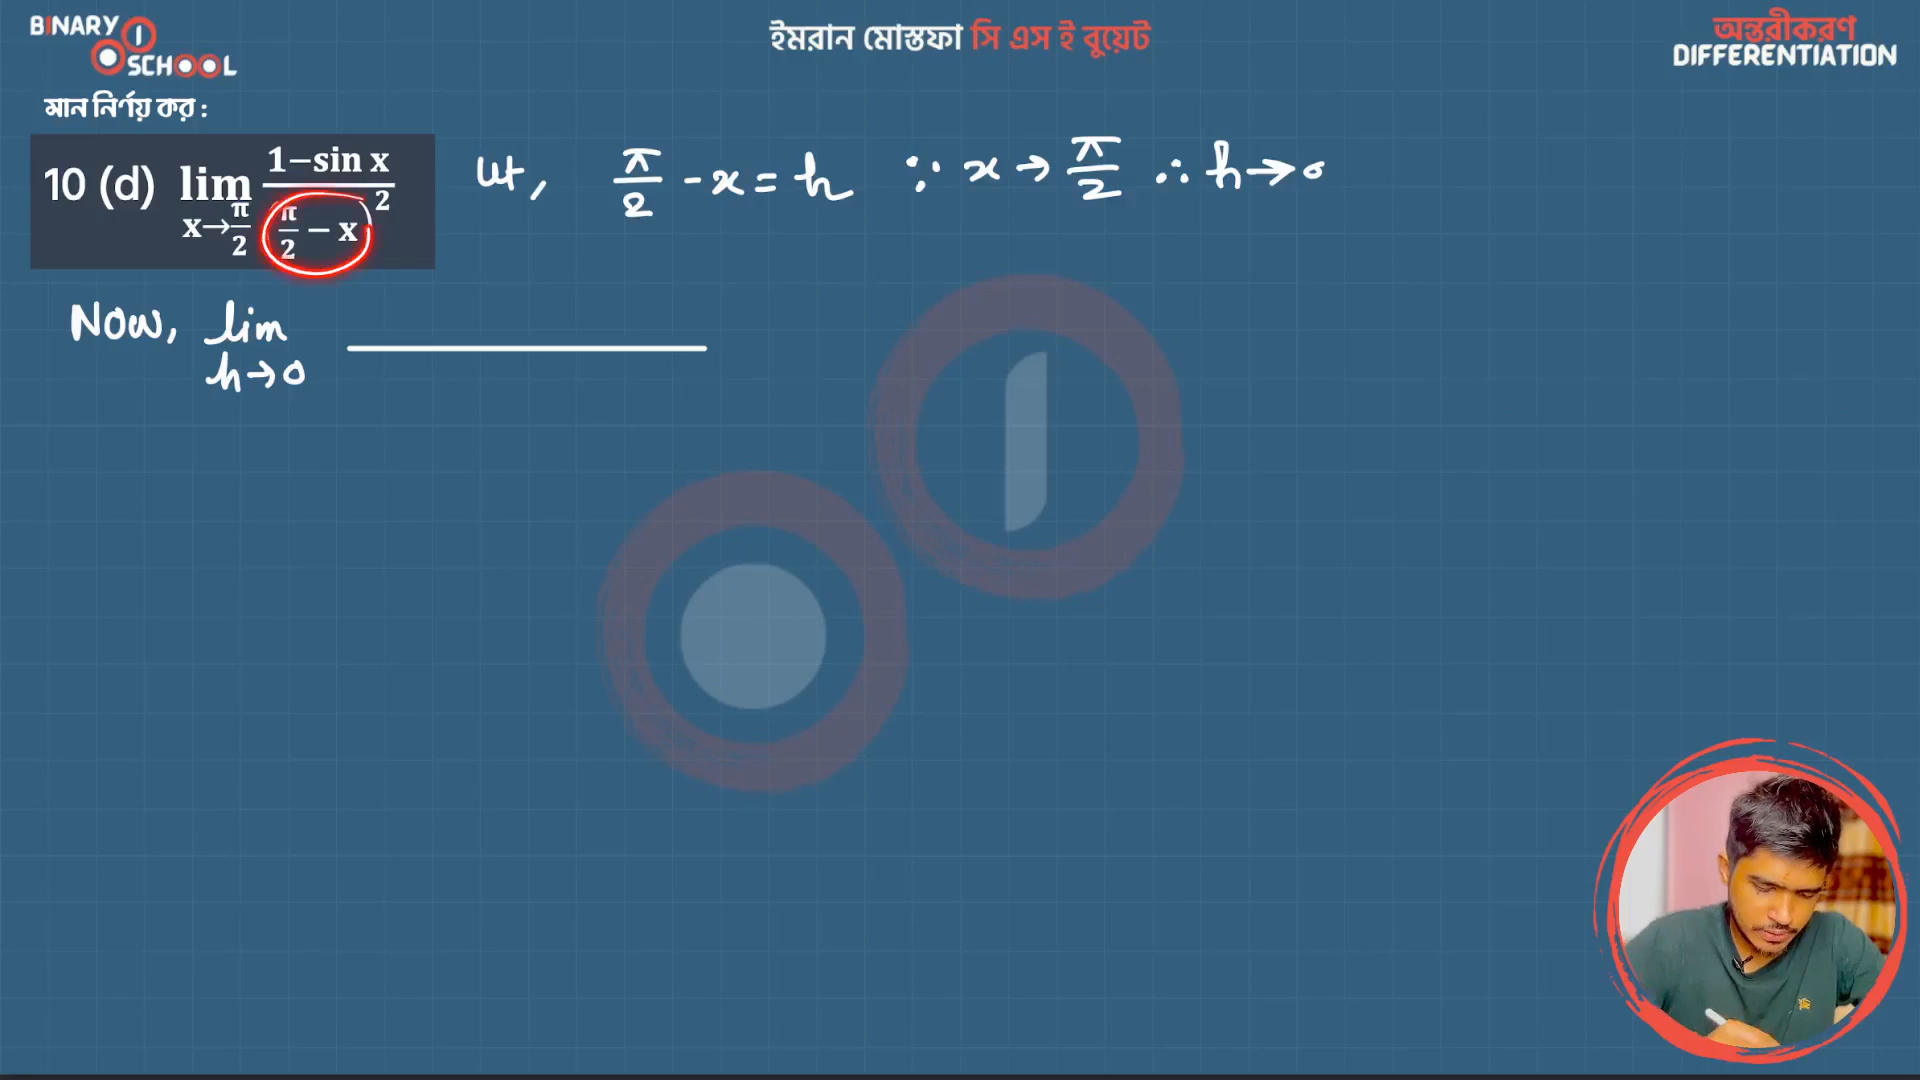 BINARY
SCHOOL
ইমরান মোস্তফা সি এস ই বুয়েট
অন্তরীকরণ
DIFFERENTIATION
মান নির্ণয় কর :
10 (d) lim x→π/2 1−sin x / (π/2 − x)²
Let, π/2 - x = h ∵ x → π/2 ∴ h → 0
Now, lim h→0